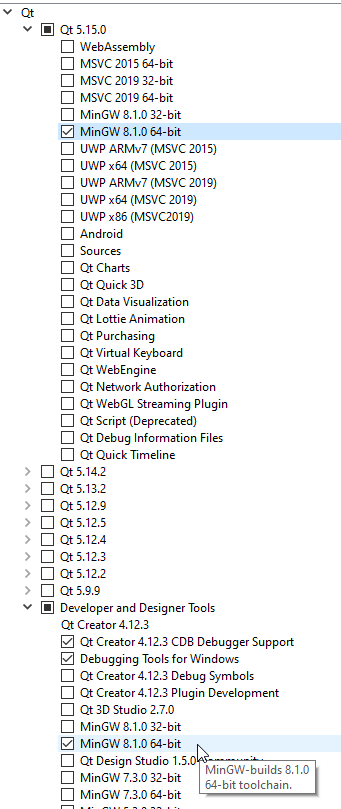 Qt
Qt 5.15.0
WebAssembly
MSVC 2015 64-bit
MSVC 2019 32-bit
MSVC 2019 64-bit
MinGW 8.1.0 32-bit
MinGW 8.1.0 64-bit
UWP ARMv7 (MSVC 2015)
UWP x64 (MSVC 2015)
UWP ARMv7 (MSVC 2019)
UWP x64 (MSVC 2019)
UWP x86 (MSVC2019)
Android
Sources
Qt Charts
Qt Quick 3D
Qt Data Visualization
Qt Lottie Animation
Qt Purchasing
Qt Virtual Keyboard
Qt WebEngine
Qt Network Authorization
Qt WebGL Streaming Plugin
Qt Script (Deprecated)
Qt Debug Information Files
Qt Quick Timeline
Qt 5.14.2
Qt 5.13.2
Qt 5.12.9
Qt 5.12.5
Qt 5.12.4
Qt 5.12.3
Qt 5.12.2
Qt 5.9.9
Developer and Designer Tools
Qt Creator 4.12.3
Qt Creator 4.12.3 CDB Debugger Support
Debugging Tools for Windows
Qt Creator 4.12.3 Debug Symbols
Qt Creator 4.12.3 Plugin Development
Qt 3D Studio 2.7.0
MinGW 8.1.0 32-bit
MinGW 8.1.0 64-bit
Qt Design Studio 1.5.0
MinGW-builds 8.1.0
64-bit toolchain.
MinGW 7.3.0 32-bit
MinGW 7.3.0 64-bit